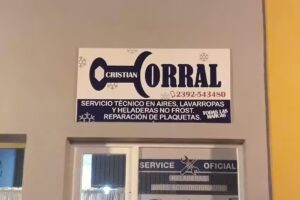 CRISTIAN
CORRAL
2392-543480
SERVICIO TÉCNICO EN AIRES, LAVARROPAS
Y HELADERAS NO FROST.
REPARACIÓN DE PLAQUETAS.
TODAS LAS
MARCAS
SERVICE OFICIAL
HELADERAS